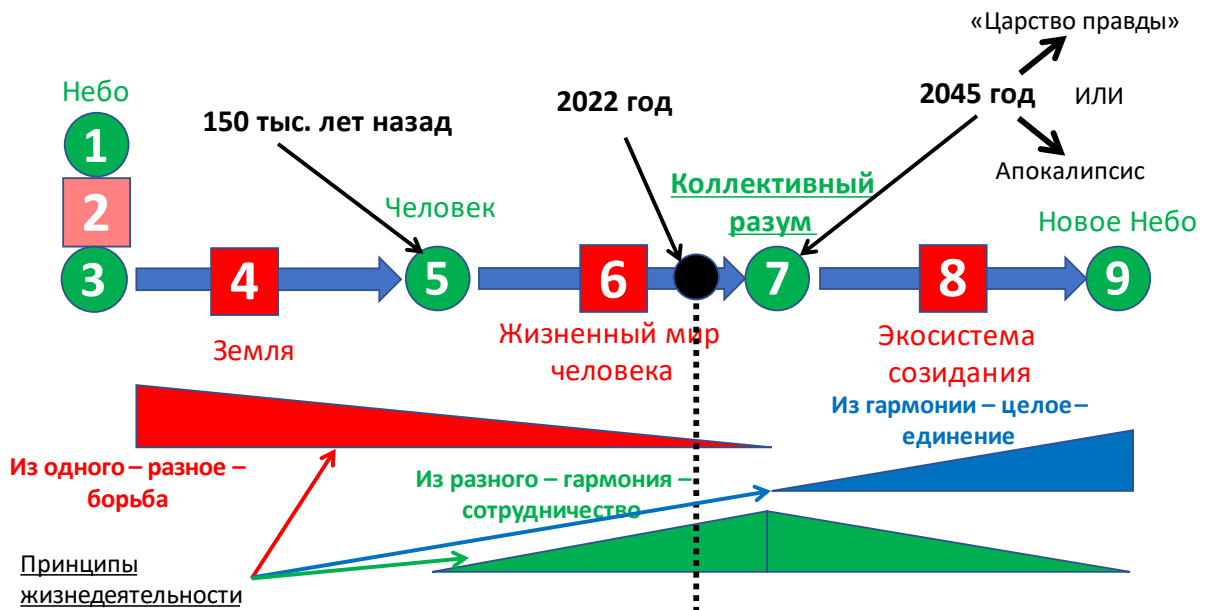 «Царство правды»
Небо
150 тыс. лет назад
2022 год
2045 год
ИЛИ
Апокалипсис
1
2
3
4
Земля
Человек
5
6
Жизненный мир
человека
Коллективный
разум
7
8
Экосистема
созидания
Новое Небо
9
Из одного – разное –
борьба
Из разного – гармония –
сотрудничество
Из гармонии – целое–
единение
Принципы
жизнедеятельности